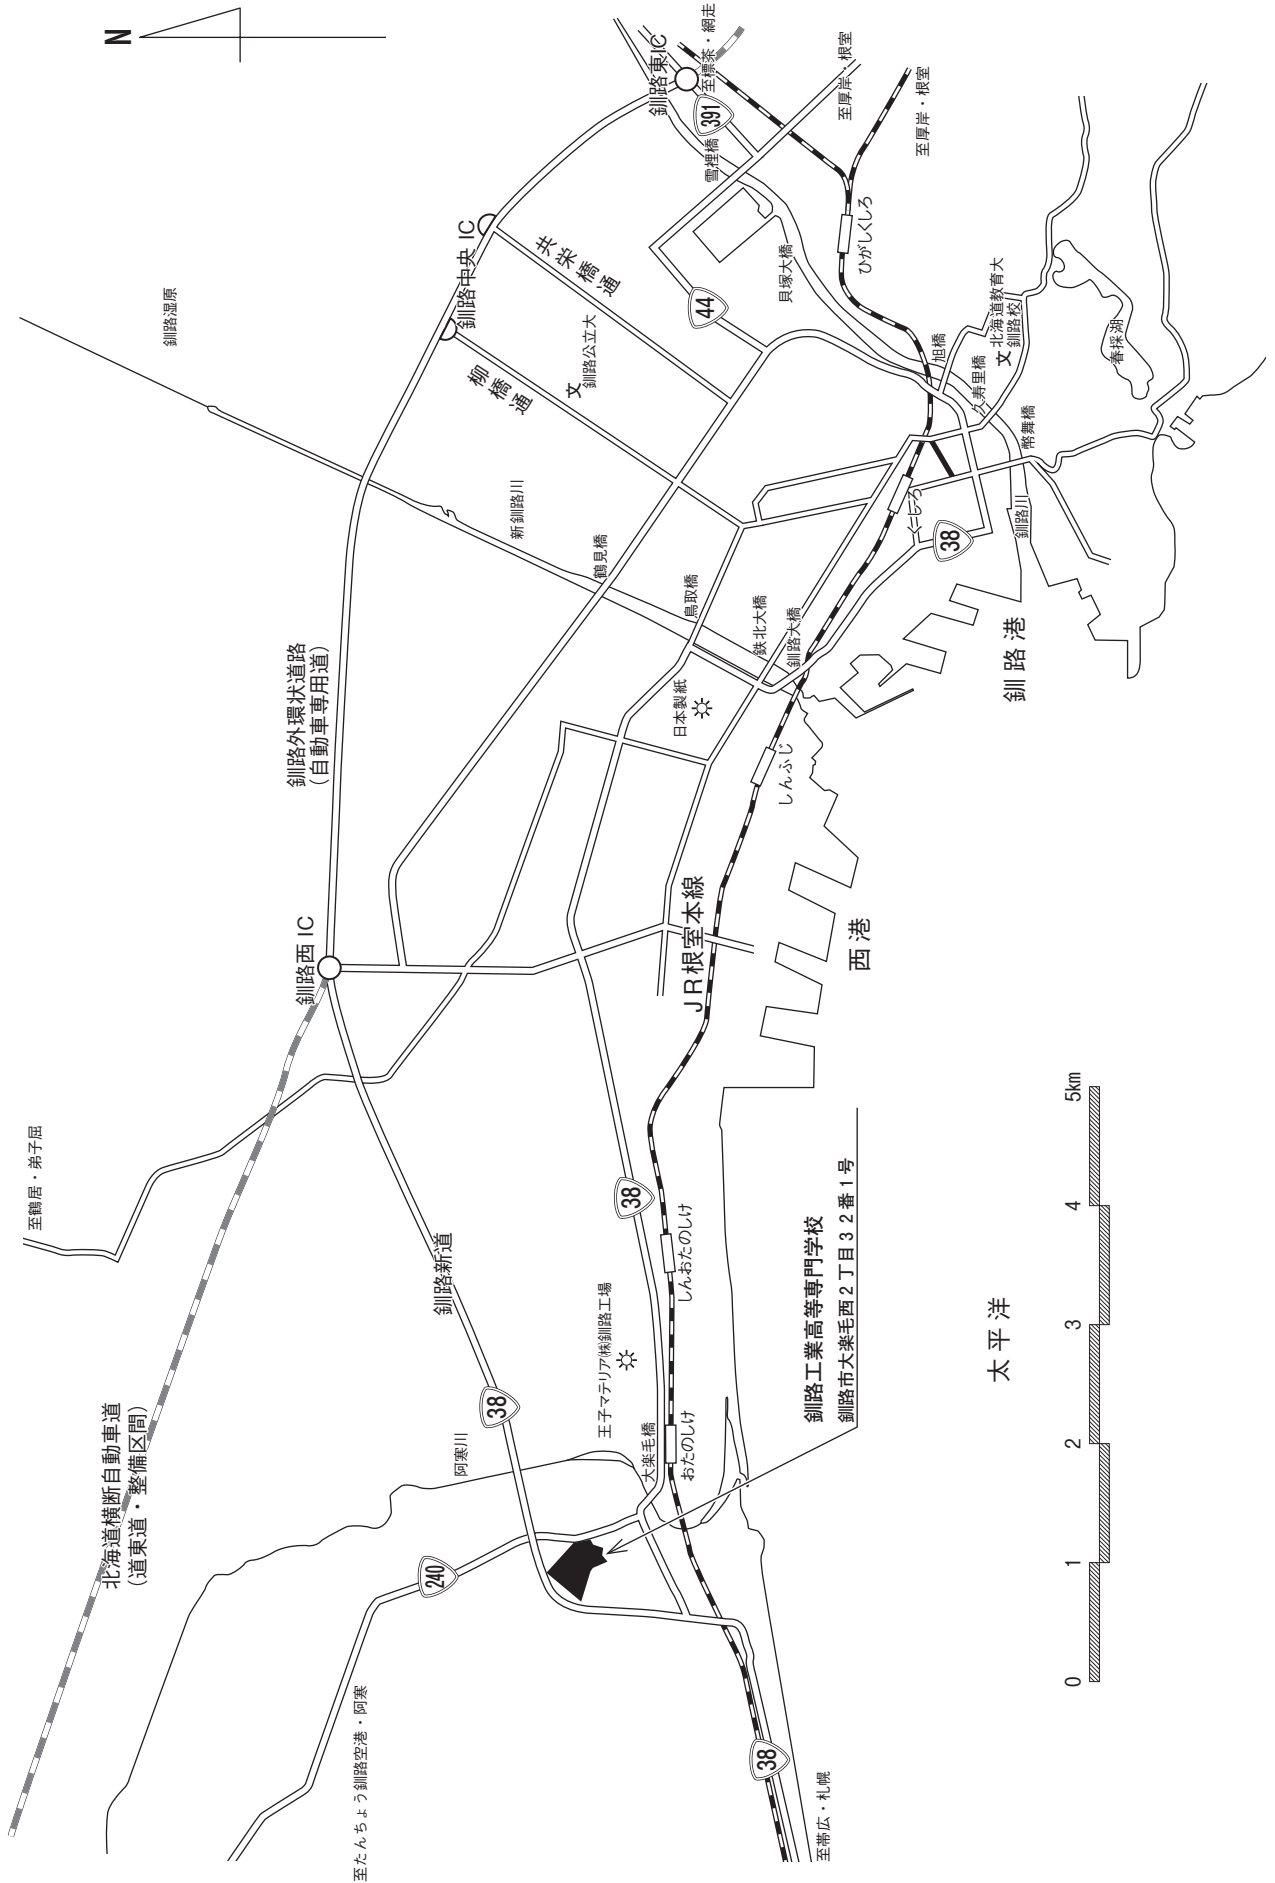 N
北海道横断自動車道
(道東道・整備区間)
至鶴居・弟子屈
釧路湿原
至たんちょう釧路空港・阿寒
240
阿寒川
38
釧路新道
釧路西IC
釧路外環状道路
(自動車専用道)
新釧路川
釧路中央IC
柳橋通
共栄橋通
文
釧路公立大
釧路東IC
391
至標茶・網走
雪裡橋
至厚岸・根室
至厚岸・根室
44
貝塚大橋
ひがしくしろ
鶴見橋
鳥取橋
鉄北大橋
釧路大橋
日本製紙
旭橋
久寿里橋
文
北海道教育大
釧路校
春採湖
幣舞橋
くしろ
38
釧路川
釧路港
しんふじ
JR根室本線
西港
38
しんおたのしけ
王子マテリア㈱釧路工場
大楽毛橋
おたのしけ
釧路工業高等専門学校
釧路市大楽毛西2丁目32番1号
38
至帯広・札幌
太平洋
0
1
2
3
4
5km